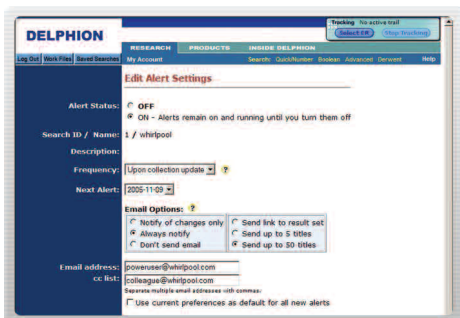 Tracking No active trail
DELPHION
Select CR Stop Tracking
RESEARCH PRODUCTS INSIDE DELPHION
Log Out Work Files Saved Searches My Account Search: Quick/Number Boolean Advanced Derwent Help
Edit Alert Settings
Alert Status: OFF
ON - Alerts remain on and running until you turn them off
Search ID / Name: 1 / whirlpool
Description:
Frequency: Upon collection update ?
Next Alert: 2005-11-09
Email Options: ?
Notify of changes only Send link to result set
Always notify Send up to 5 titles
Don't send email Send up to 50 titles
Email address: poweruser@whirlpool.com
cc list: colleague@whirlpool.com
Separate multiple email addresses with commas.
Use current preferences as default for all new alerts